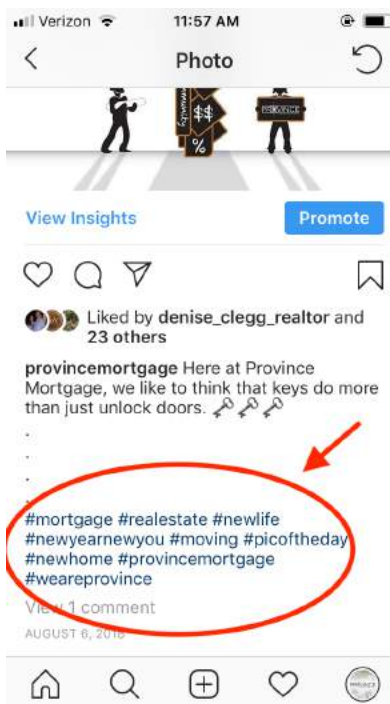 Verizon 11:57 AM
Photo
$$
%
PROVINCE
View Insights Promote
Liked by denise_clegg_realtor and
23 others
provincemortgage Here at Province
Mortgage, we like to think that keys do more
than just unlock doors. 🗝🗝🗝
.
.
.
.
#mortgage #realestate #newlife
#newyearnewyou #moving #picoftheday
#newhome #provincemortgage
#weareprovince
View 1 comment
AUGUST 6, 2018